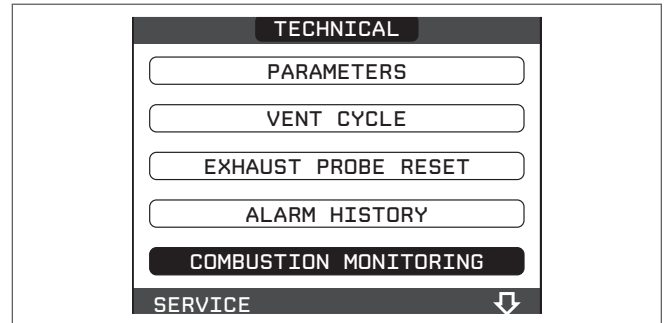 TECHNICAL
PARAMETERS
VENT CYCLE
EXHAUST PROBE RESET
ALARM HISTORY
COMBUSTION MONITORING
SERVICE